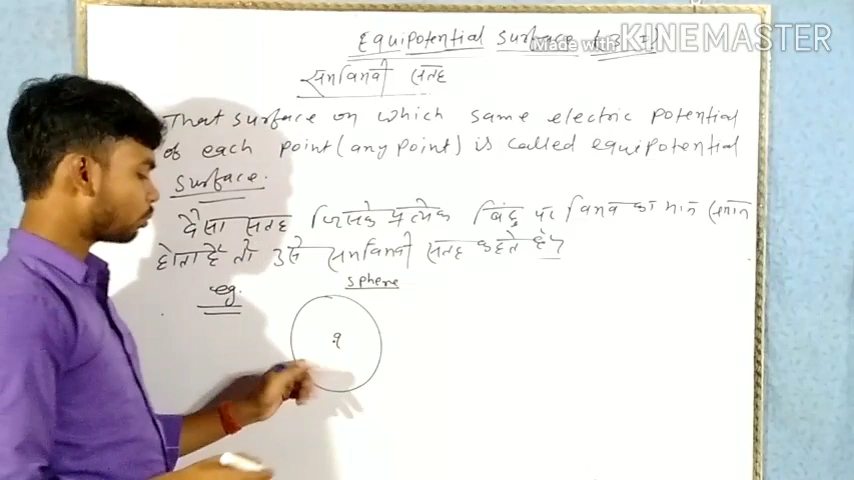 Equipotential Surface
Made with KINEMASTER
समविभवी सतह
That surface on which same electric potential
of each point (any point) is called equipotential
surface.
वैसा सतह जिसके प्रत्येक बिंदु पर विभव का मान समान
होता है तो उसे समविभवी सतह कहते हैं
eg.
sphere
q